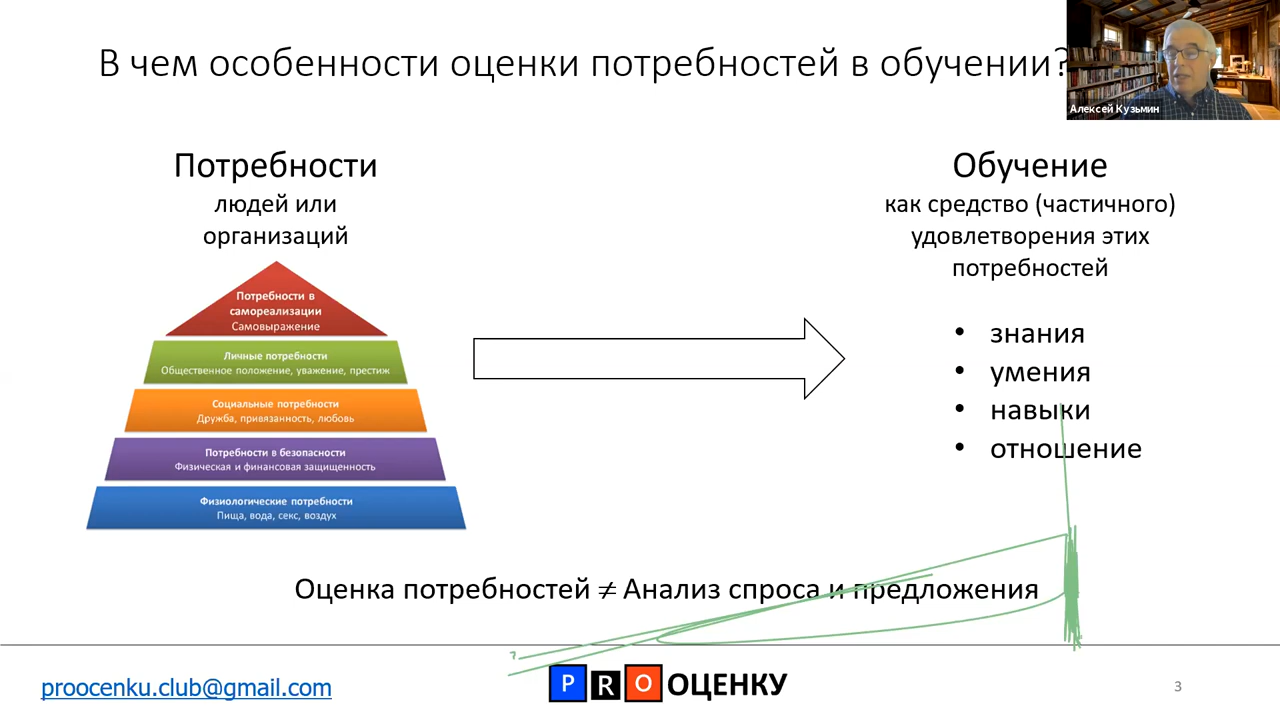 В чем особенности оценки потребностей в обучении?
Алексей Кузьмин
Потребности
людей или
организаций
Потребности в
самореализации
Самовыражение
Личные потребности
Общественное положение, уважение, престиж
Социальные потребности
Дружба, привязанность, любовь
Потребности в безопасности
Физическая и финансовая защищенность
Физиологические потребности
Пища, вода, секс, воздух
Обучение
как средство (частичного)
удовлетворения этих
потребностей
• знания
• умения
• навыки
• отношение
Оценка потребностей ≠ Анализ спроса и предложения
proocenku.club@gmail.com
PRO ОЦЕНКУ
3